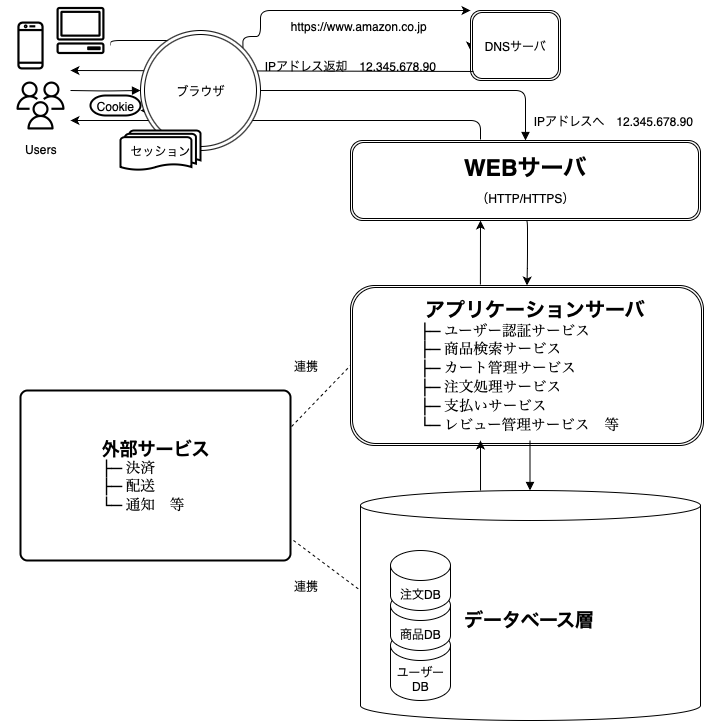 https://www.amazon.co.jp
DNSサーバ
IPアドレス返却　12.345.678.90
ブラウザ
Cookie
IPアドレスへ　12.345.678.90
Users
セッション
WEBサーバ
（HTTP/HTTPS）
アプリケーションサーバ
├─ ユーザー認証サービス
├─ 商品検索サービス
├─ カート管理サービス
├─ 注文処理サービス
├─ 支払いサービス
└─ レビュー管理サービス　等
連携
外部サービス
├─ 決済
├─ 配送
└─ 通知　等
連携
注文DB
商品DB
ユーザー
DB
データベース層